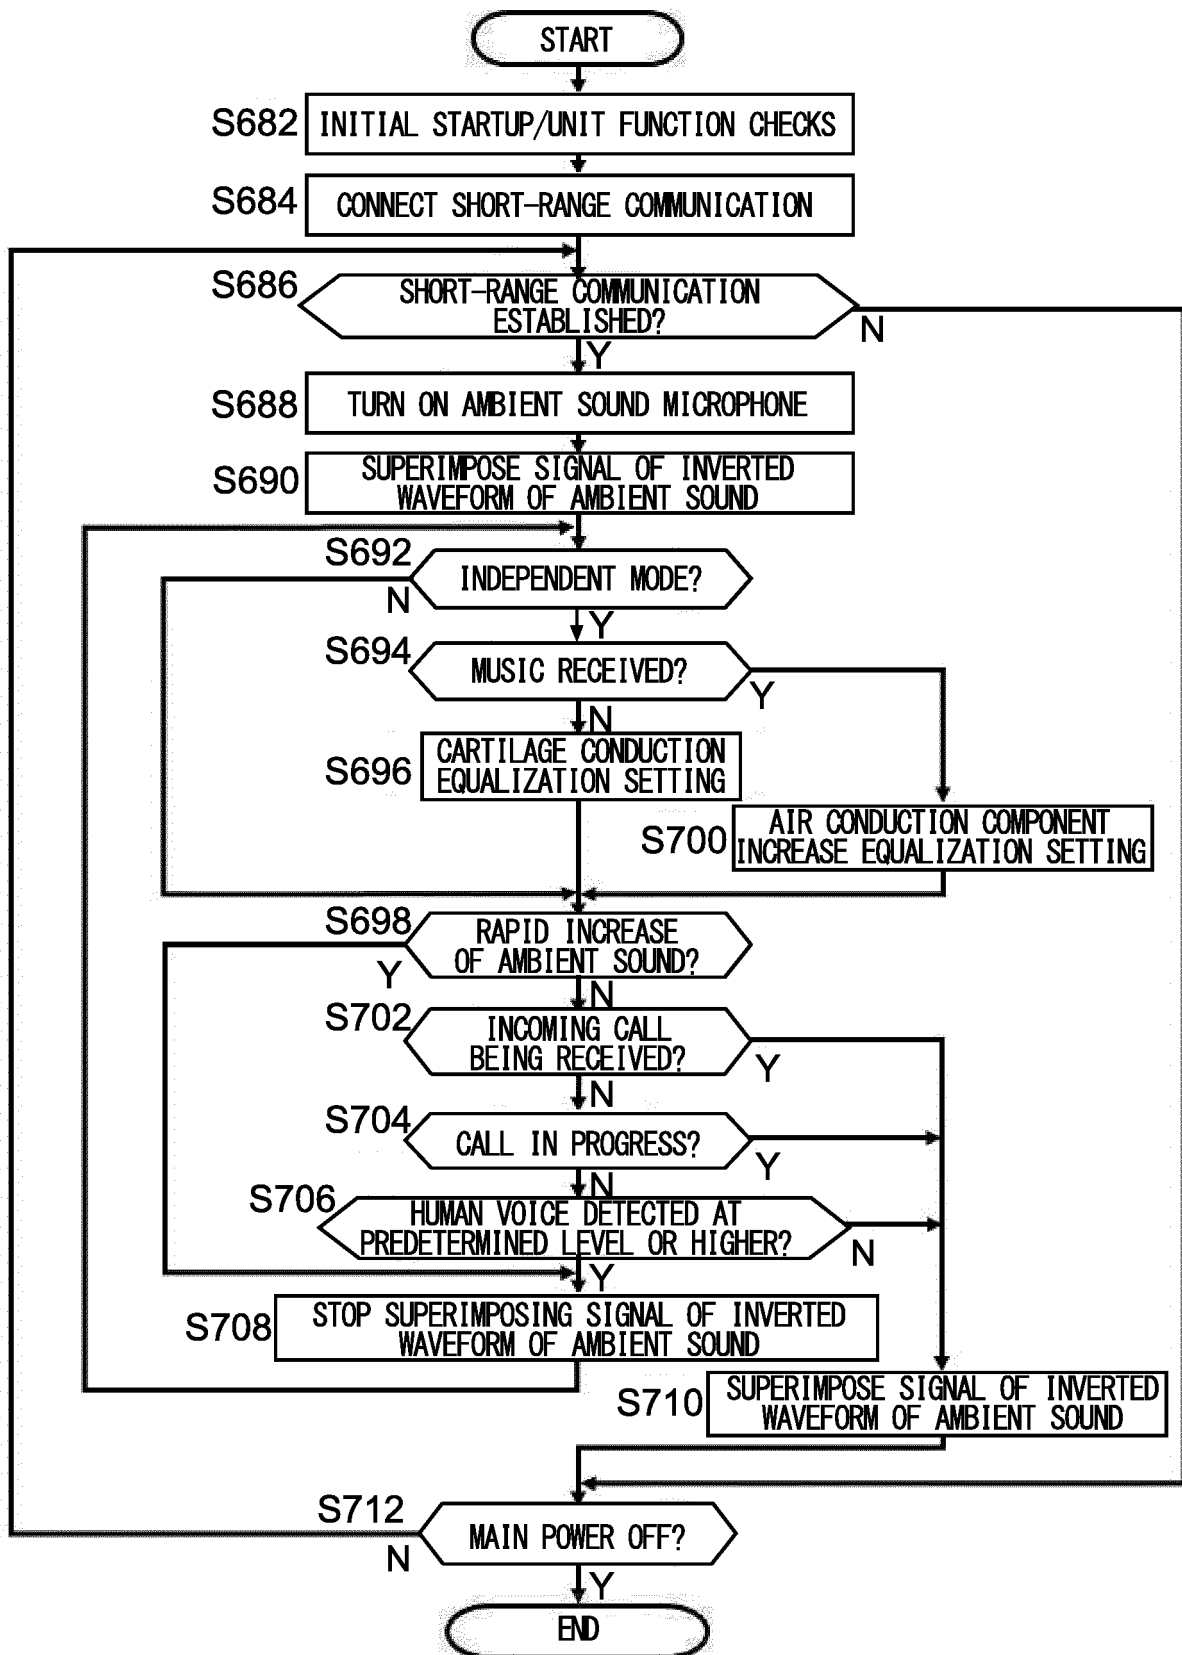 START
S682
INITIAL STARTUP/UNIT FUNCTION CHECKS
S684
CONNECT SHORT-RANGE COMMUNICATION
S686
SHORT-RANGE COMMUNICATION
ESTABLISHED?
N
Y
S688
TURN ON AMBIENT SOUND MICROPHONE
S690
SUPERIMPOSE SIGNAL OF INVERTED
WAVEFORM OF AMBIENT SOUND
S692
INDEPENDENT MODE?
N
Y
S694
MUSIC RECEIVED?
Y
N
S696
CARTILAGE CONDUCTION
EQUALIZATION SETTING
S700
AIR CONDUCTION COMPONENT
INCREASE EQUALIZATION SETTING
S698
RAPID INCREASE
OF AMBIENT SOUND?
Y
N
S702
INCOMING CALL
BEING RECEIVED?
Y
N
S704
CALL IN PROGRESS?
Y
N
S706
HUMAN VOICE DETECTED AT
PREDETERMINED LEVEL OR HIGHER?
N
Y
S708
STOP SUPERIMPOSING SIGNAL OF INVERTED
WAVEFORM OF AMBIENT SOUND
S710
SUPERIMPOSE SIGNAL OF INVERTED
WAVEFORM OF AMBIENT SOUND
S712
MAIN POWER OFF?
N
Y
END